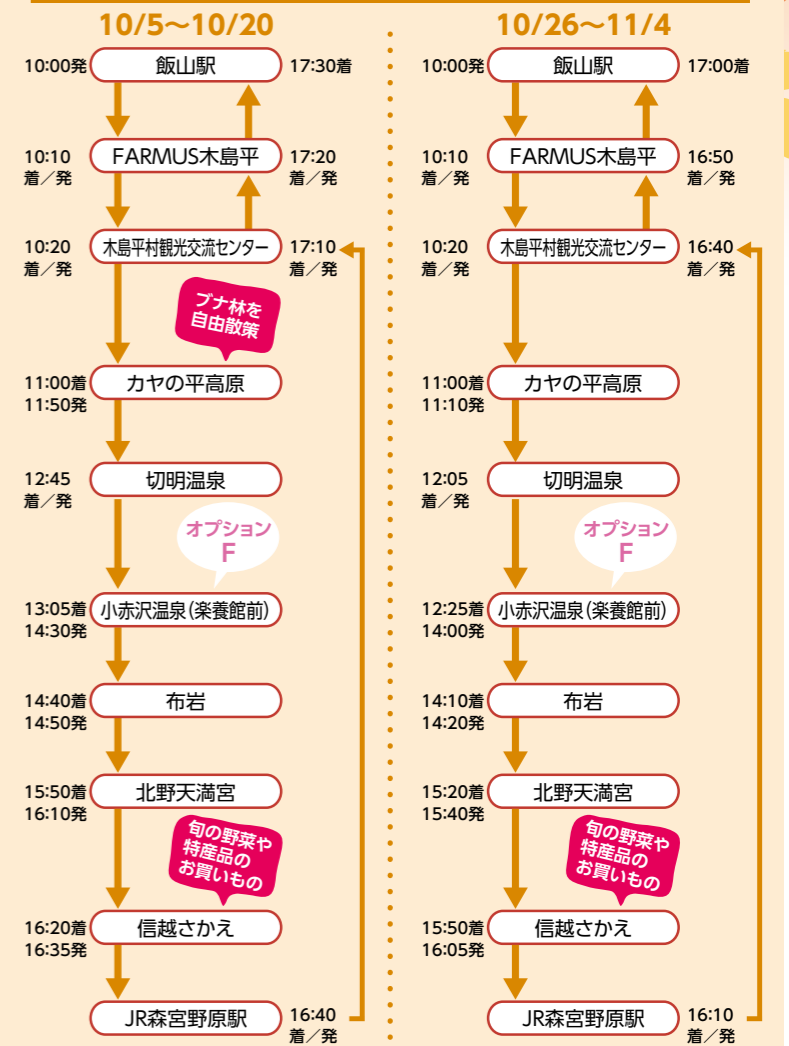 10/5～10/20
10:00発
飯山駅
17:30着
10:10
着／発
FARMUS木島平
17:20
着／発
10:20
着／発
木島平村観光交流センター
17:10
着／発
ブナ林を
自由散策
11:00着
11:50発
カヤの平高原
12:45
着／発
切明温泉
オプション
F
13:05着
14:30発
小赤沢温泉(楽養館前)
14:40着
14:50発
布岩
15:50着
16:10発
北野天満宮
旬の野菜や
特産品の
お買いもの
16:20着
16:35発
信越さかえ
JR森宮野原駅
16:40
着／発
10/26～11/4
10:00発
飯山駅
17:00着
10:10
着／発
FARMUS木島平
16:50
着／発
10:20
着／発
木島平村観光交流センター
16:40
着／発
11:00着
11:10発
カヤの平高原
12:05
着／発
切明温泉
オプション
F
12:25着
14:00発
小赤沢温泉(楽養館前)
14:10着
14:20発
布岩
15:20着
15:40発
北野天満宮
旬の野菜や
特産品の
お買いもの
15:50着
16:05発
信越さかえ
JR森宮野原駅
16:10
着／発